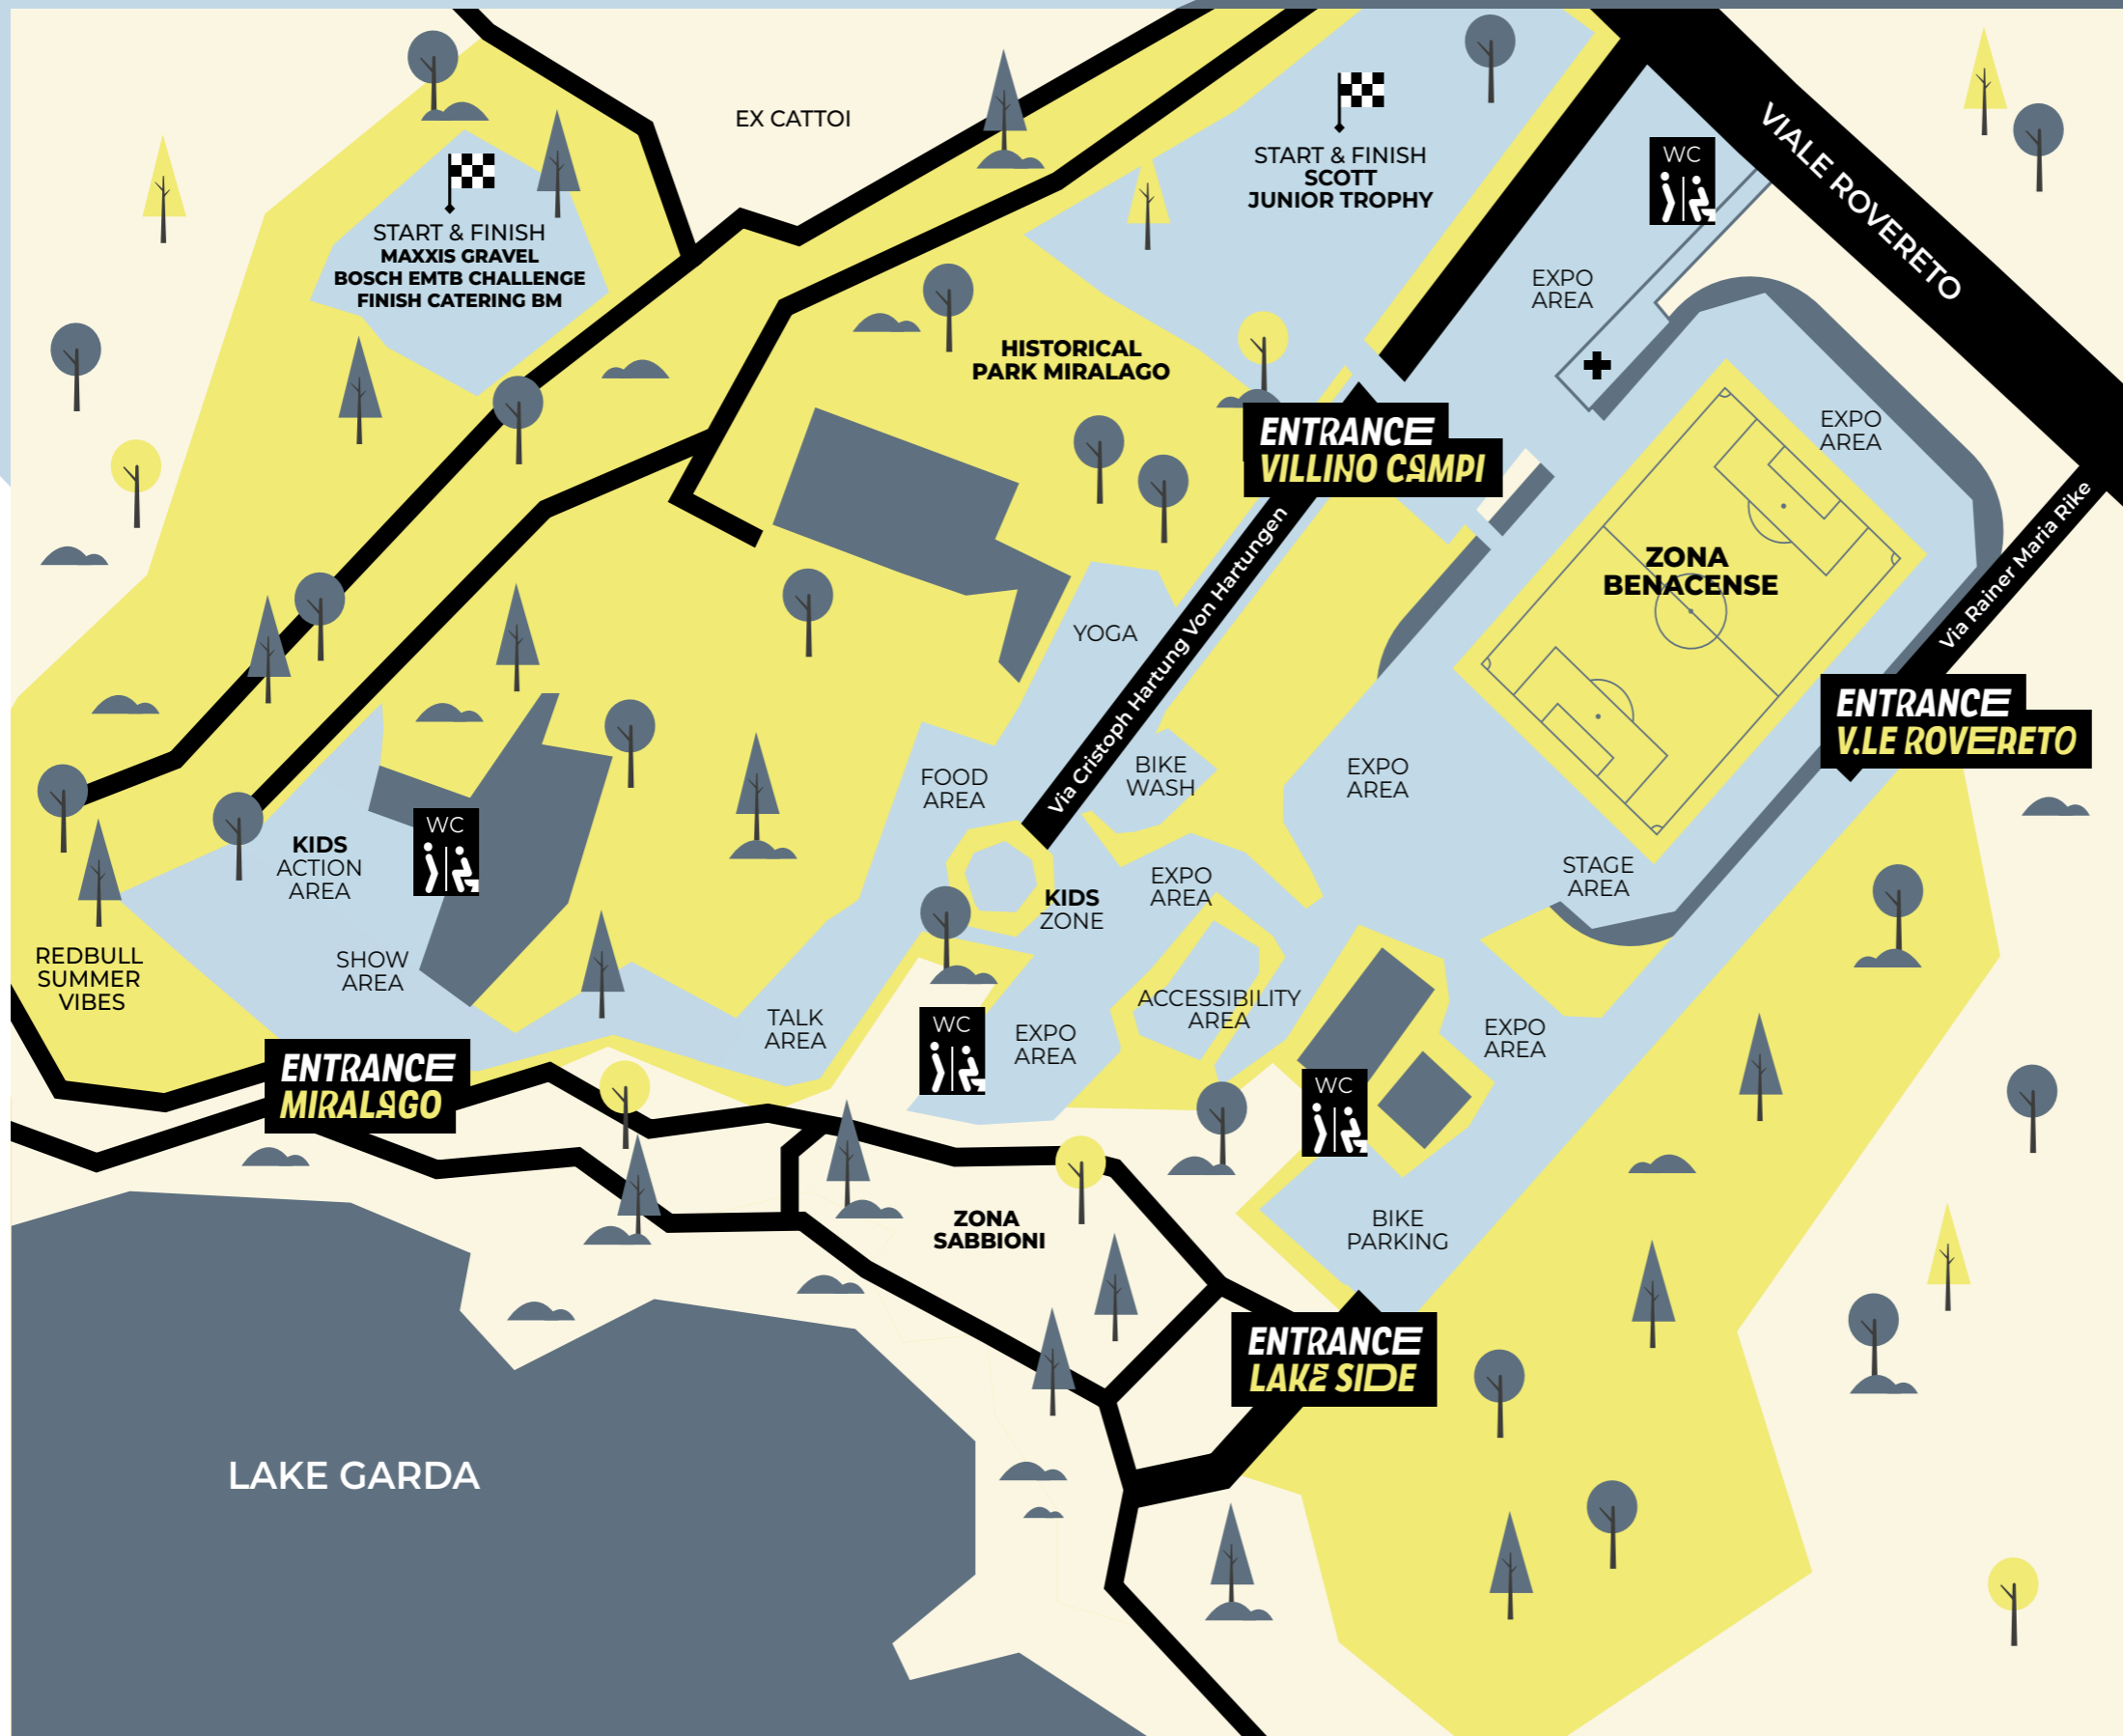 EX CATTOI
START & FINISH
MAXXIS GRAVEL
BOSCH EMTB CHALLENGE
FINISH CATERING BM
START & FINISH
SCOTT
JUNIOR TROPHY
WC
VIALE ROVERETO
EXPO
AREA
HISTORICAL
PARK MIRALAGO
ENTRANCE
VILLINO CAMPI
EXPO
AREA
ZONA
BENACENSE
Via Rainer Maria Rike
Via Cristoph Hartung Von Hartungen
YOGA
ENTRANCE
V.LE ROVERETO
FOOD
AREA
BIKE
WASH
EXPO
AREA
KIDS
ACTION
AREA
WC
STAGE
AREA
EXPO
AREA
KIDS
ZONE
REDBULL
SUMMER
VIBES
SHOW
AREA
TALK
AREA
WC
EXPO
AREA
ACCESSIBILITY
AREA
EXPO
AREA
WC
ENTRANCE
MIRALAGO
ZONA
SABBIONI
BIKE
PARKING
ENTRANCE
LAKE SIDE
LAKE GARDA